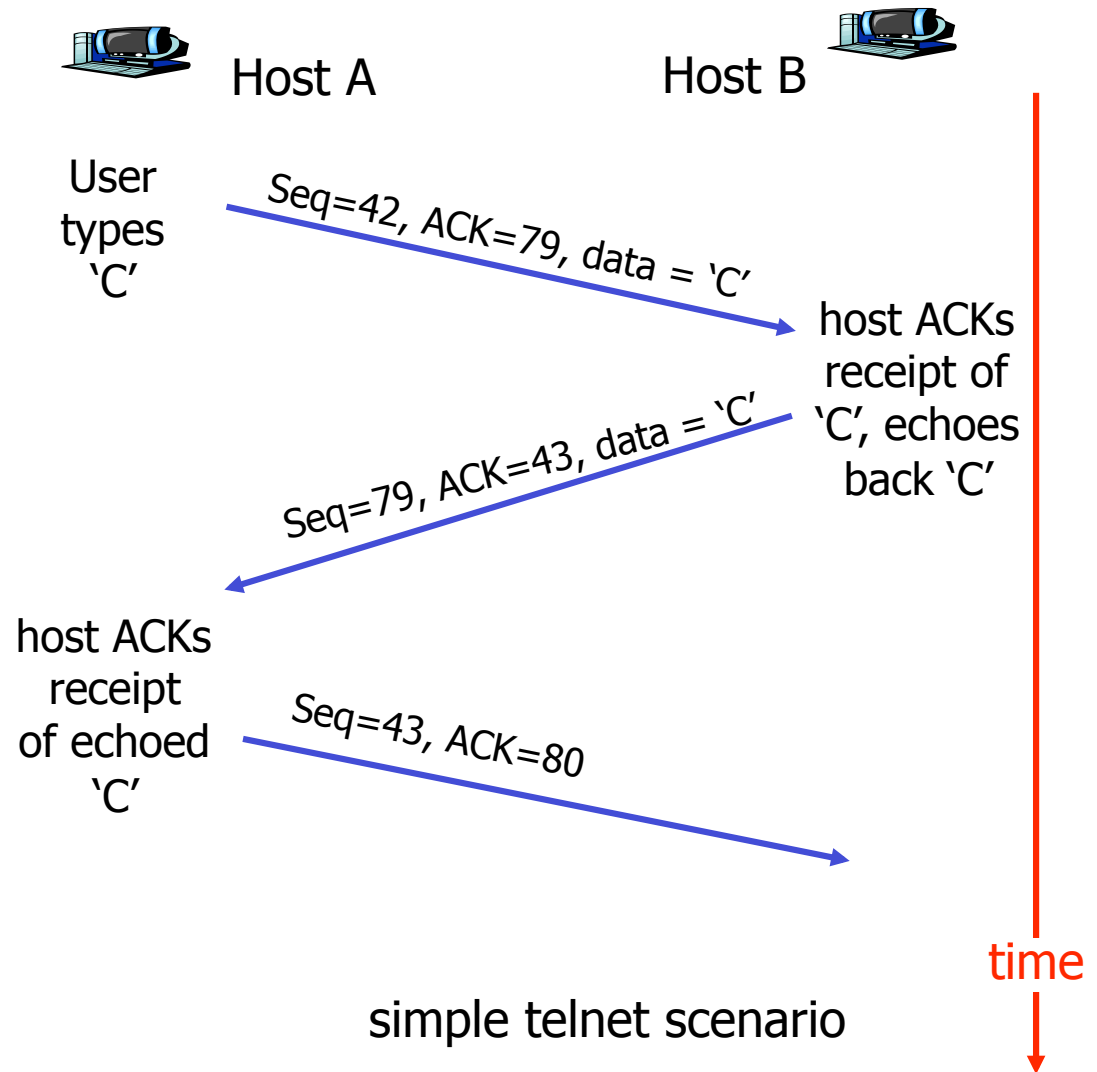 Host A
Host B
User
types
‘C’
Seq=42, ACK=79, data = ‘C’
host ACKs
receipt of
‘C’, echoes
back ‘C’
Seq=79, ACK=43, data = ‘C’
host ACKs
receipt
of echoed
‘C’
Seq=43, ACK=80
time
simple telnet scenario